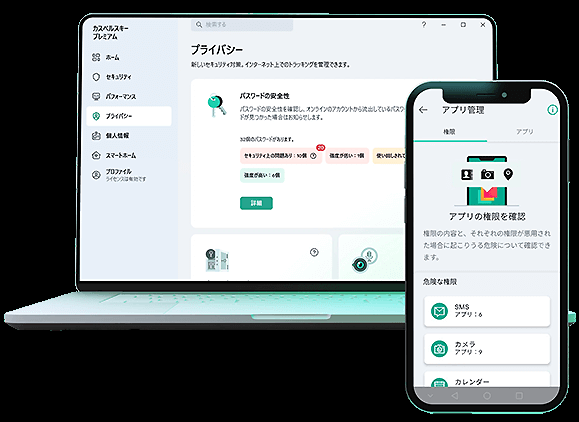 カスペルスキー
プレミアム
検索する
?
ホーム
セキュリティ
パフォーマンス
プライバシー
個人情報
スマートホーム
プロファイル
ライセンスは有効です
プライバシー
新しいセキュリティ対策。インターネット上でのトラッキングを管理できます。
パスワードの安全性
パスワードの安全性を確認し、オンラインのアカウントから流出しているパスワー
ドが見つかった場合はお知らせします。
32個のパスワードがあります。
20
セキュリティ上の問題あり:10個
強度が低い:1個
使い回しされて
強度が高い:6個
詳細
アプリ管理
権限
アプリ
アプリの権限を確認
権限の内容と、それぞれの権限が悪用され
た場合に起こりうる危険について確認でき
ます。
危険な権限
SMS
アプリ:6
カメラ
アプリ:9
カレンダー